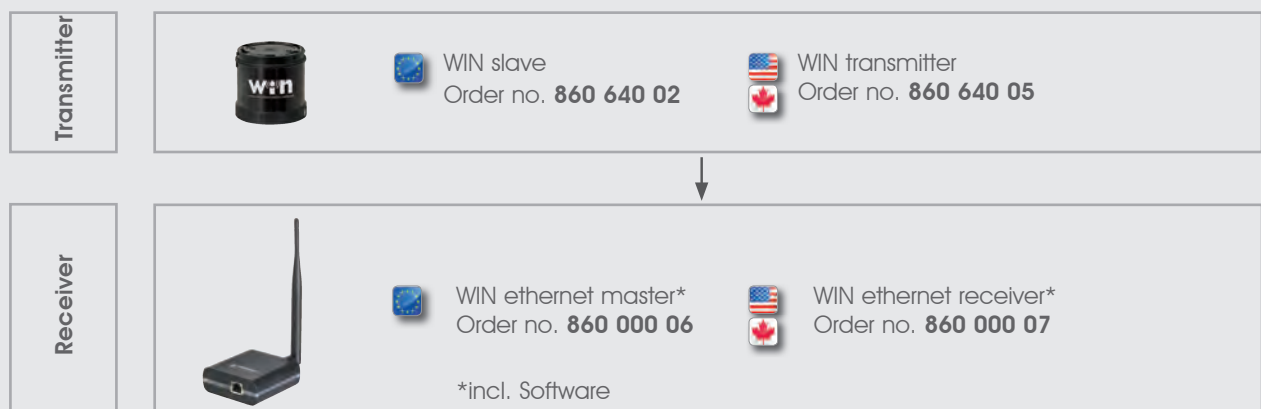 Transmitter
WIN
WIN slave
Order no. 860 640 02
WIN transmitter
Order no. 860 640 05
Receiver
WIN ethernet master*
Order no. 860 000 06
WIN ethernet receiver*
Order no. 860 000 07
*incl. Software